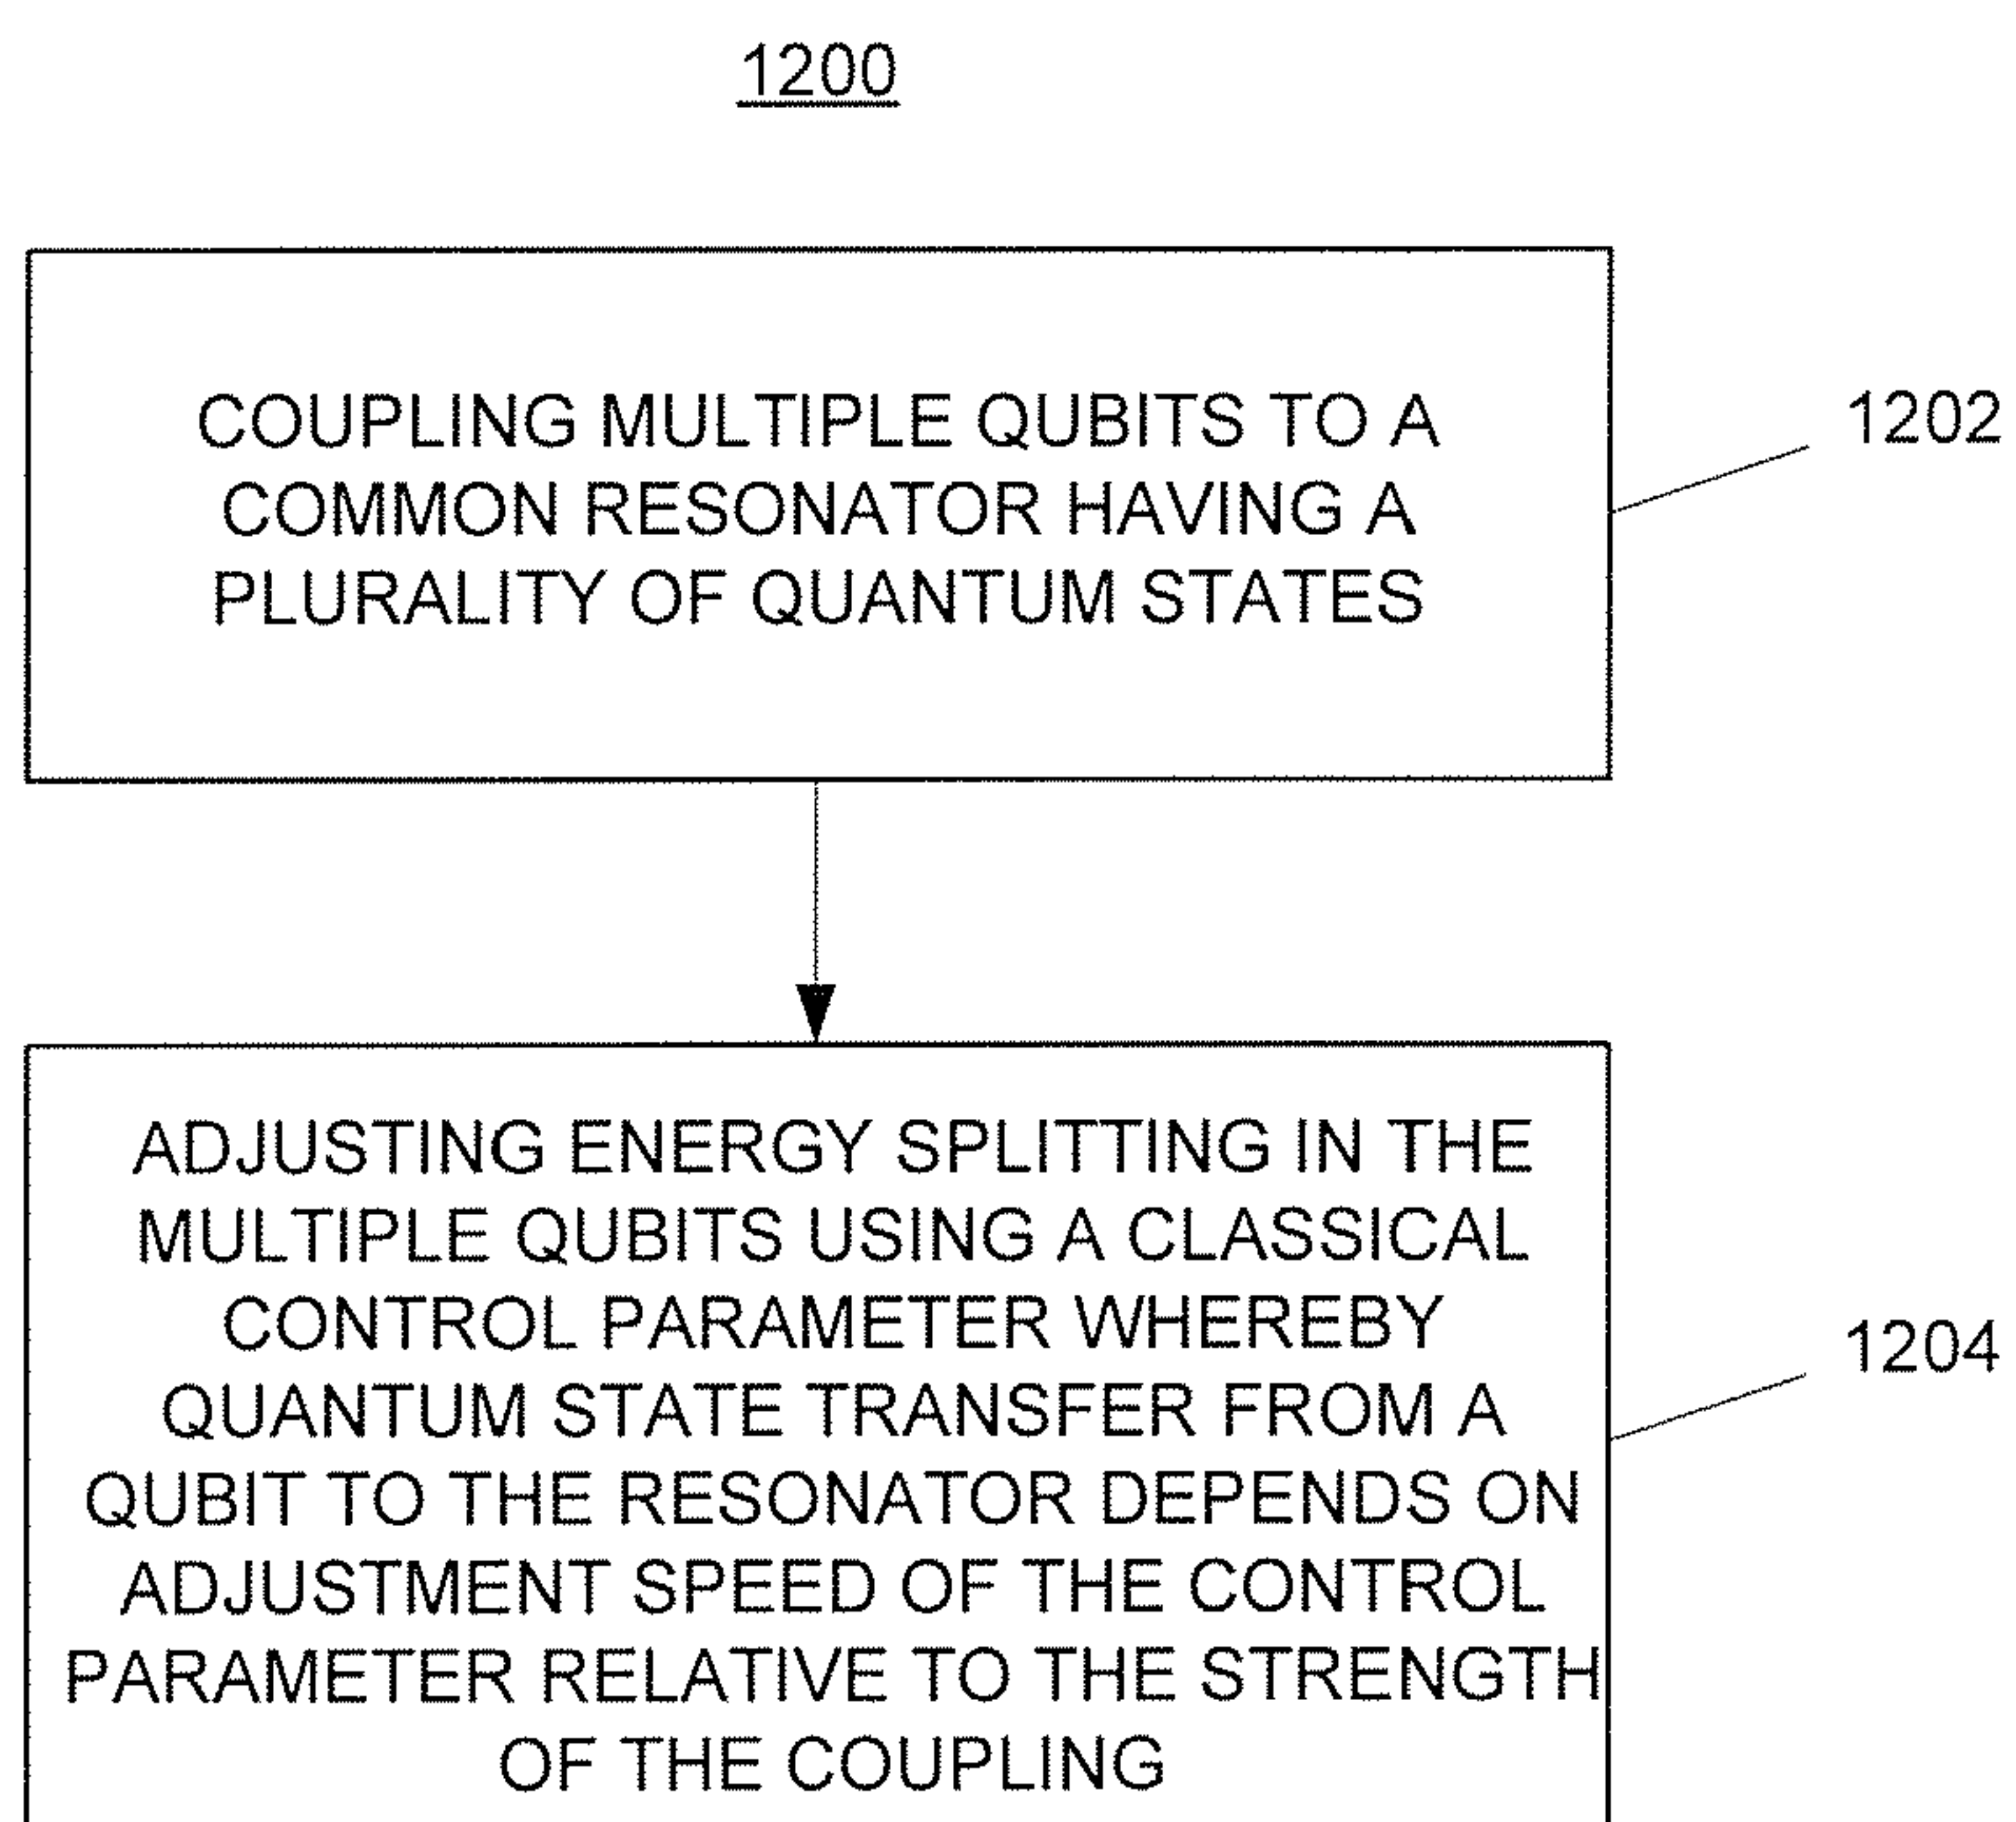 1200
COUPLING MULTIPLE QUBITS TO A
COMMON RESONATOR HAVING A
PLURALITY OF QUANTUM STATES
1202
ADJUSTING ENERGY SPLITTING IN THE
MULTIPLE QUBITS USING A CLASSICAL
CONTROL PARAMETER WHEREBY
QUANTUM STATE TRANSFER FROM A
QUBIT TO THE RESONATOR DEPENDS ON
ADJUSTMENT SPEED OF THE CONTROL
PARAMETER RELATIVE TO THE STRENGTH
OF THE COUPLING
1204